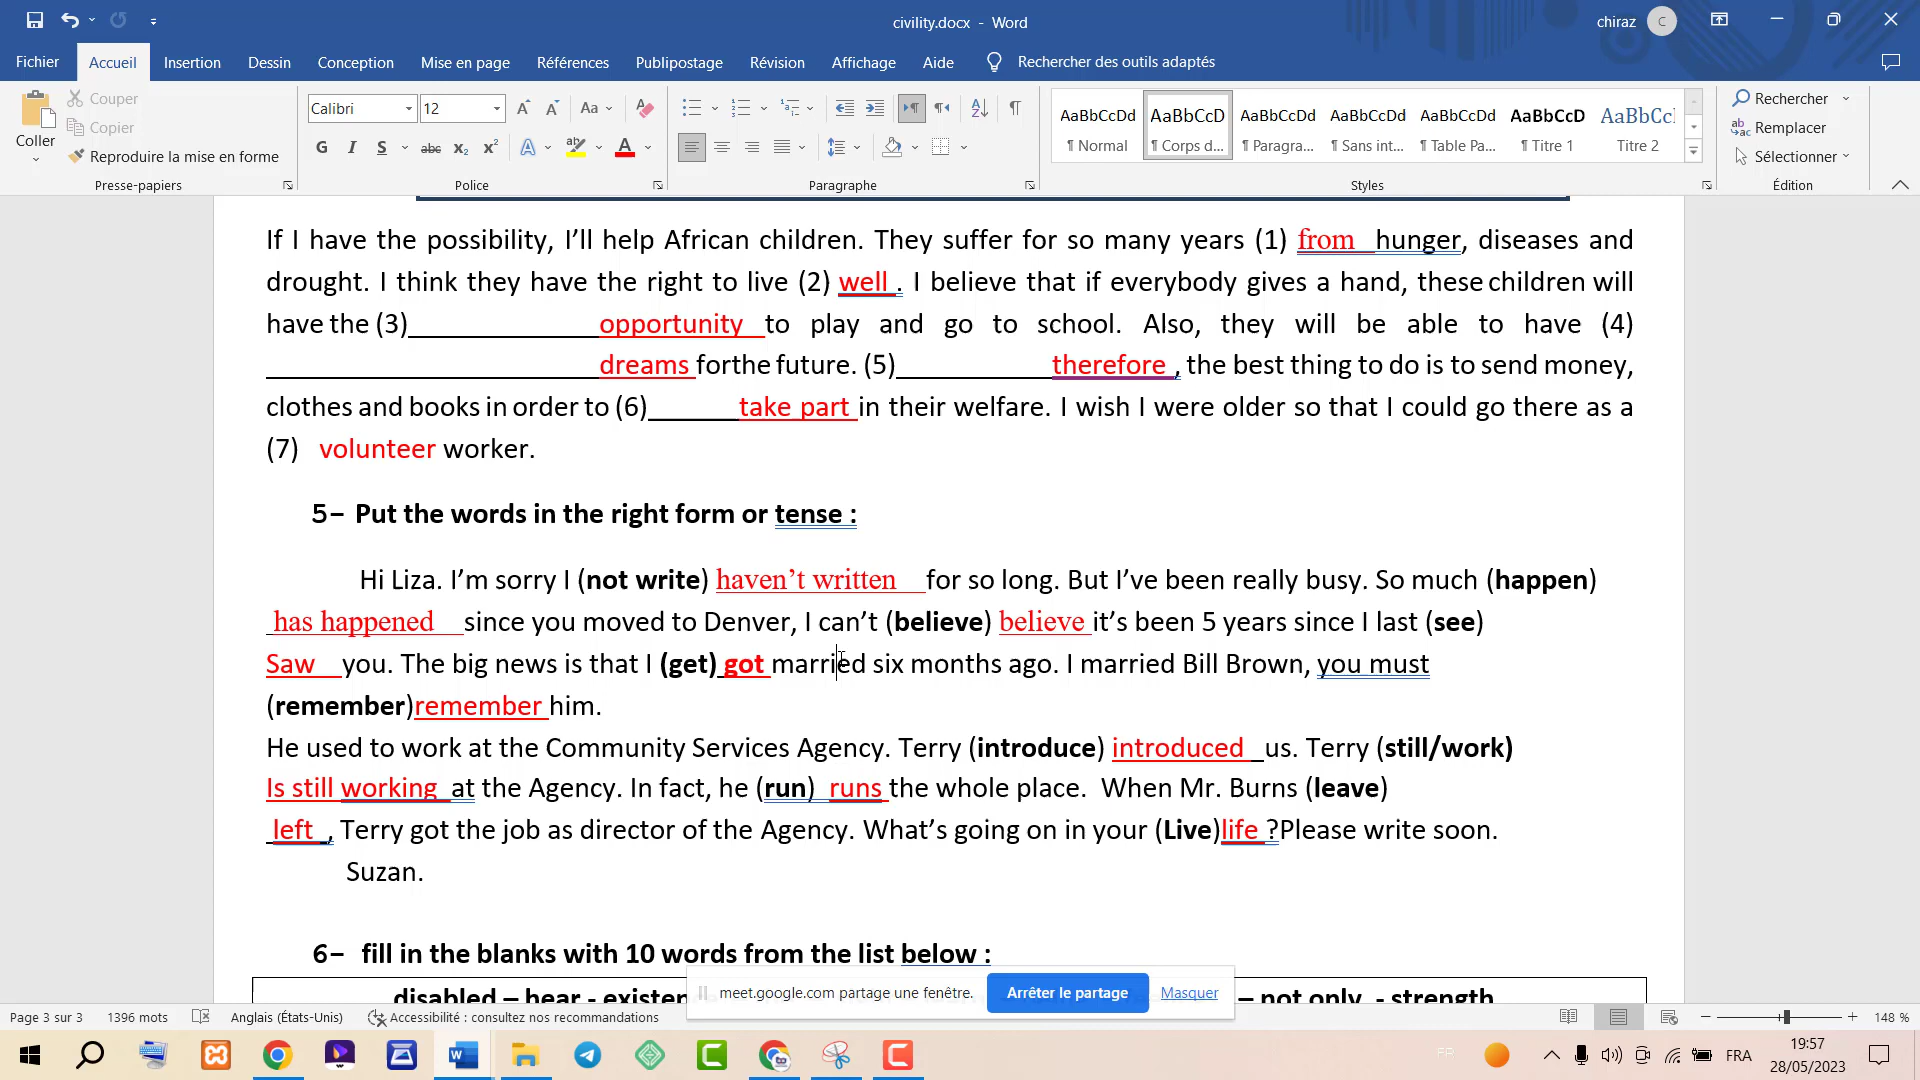 civility.docx - Word
chiraz
C
Fichier
Accueil
Insertion
Dessin
Conception
Mise en page
Références
Publipostage
Révision
Affichage
Aide
Rechercher des outils adaptés
Coller
Couper
Copier
Reproduire la mise en forme
Presse-papiers
Calibri
12
Aa
G I S abc x₂ x²
Police
Paragraphe
AaBbCcDd AaBbCcD AaBbCcDd AaBbCcDd AaBbCcDd AaBbCcD AaBbCcI
¶ Normal ¶ Corps d... ¶ Paragra... ¶ Sans int... ¶ Table Pa... ¶ Titre 1 Titre 2
Styles
Rechercher
Remplacer
Sélectionner
Édition
If I have the possibility, I’ll help African children. They suffer for so many years (1) from hunger, diseases and
drought. I think they have the right to live (2) well . I believe that if everybody gives a hand, these children will
have the (3)______________opportunity to play and go to school. Also, they will be able to have (4)
______________________dreams forthe future. (5)__________therefore , the best thing to do is to send money,
clothes and books in order to (6)______take part in their welfare. I wish I were older so that I could go there as a
(7) volunteer worker.
5– Put the words in the right form or tense :
Hi Liza. I’m sorry I (not write) haven’t written for so long. But I’ve been really busy. So much (happen)
has happened since you moved to Denver, I can’t (believe) believe it’s been 5 years since I last (see)
Saw you. The big news is that I (get) got married six months ago. I married Bill Brown, you must
(remember)remember him.
He used to work at the Community Services Agency. Terry (introduce) introduced _us. Terry (still/work)
Is still working at the Agency. In fact, he (run) runs the whole place. When Mr. Burns (leave)
_left , Terry got the job as director of the Agency. What’s going on in your (Live)life ?Please write soon.
Suzan.
6– fill in the blanks with 10 words from the list below :
disabled – bear - existen
– not only - strength
meet.google.com partage une fenêtre.
Arrêter le partage
Masquer
Page 3 sur 3
1396 mots
Anglais (États-Unis)
Accessibilité : consultez nos recommandations
148 %
FRA
19:57
28/05/2023